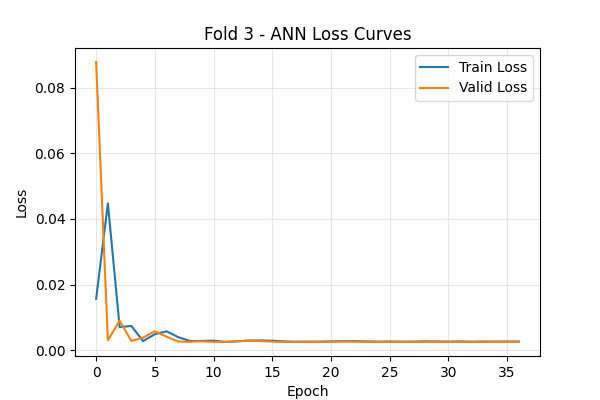 Fold 3 - ANN Loss Curves
Train Loss
Valid Loss
0.08
0.06
0.04
0.02
0.00
Loss
0 5 10 15 20 25 30 35
Epoch